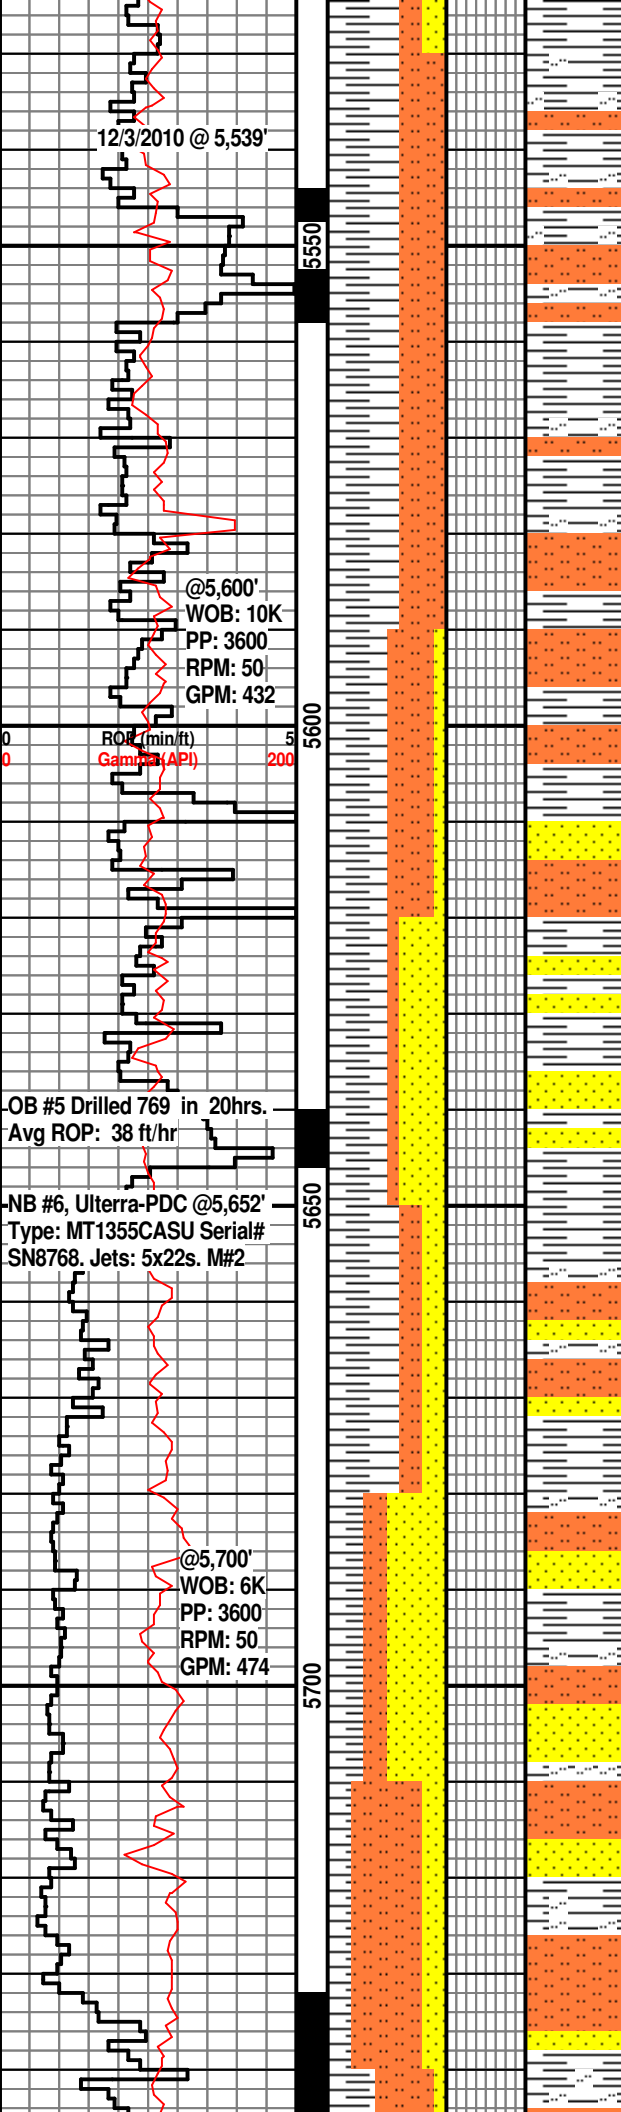 12/3/2010 @ 5,539'
5550
@5,600'
WOB: 10K
PP: 3600
RPM: 50
GPM: 432
5600
0 ROP (min/ft) 5
0 Gamma (API) 200
OB #5 Drilled 769 in 20hrs.
Avg ROP: 38 ft/hr
NB #6, Ulterra-PDC @5,652'
Type: MT1355CASU Serial#
SN8768. Jets: 5x22s. M#2
5650
@5,700'
WOB: 6K
PP: 3600
RPM: 50
GPM: 474
5700